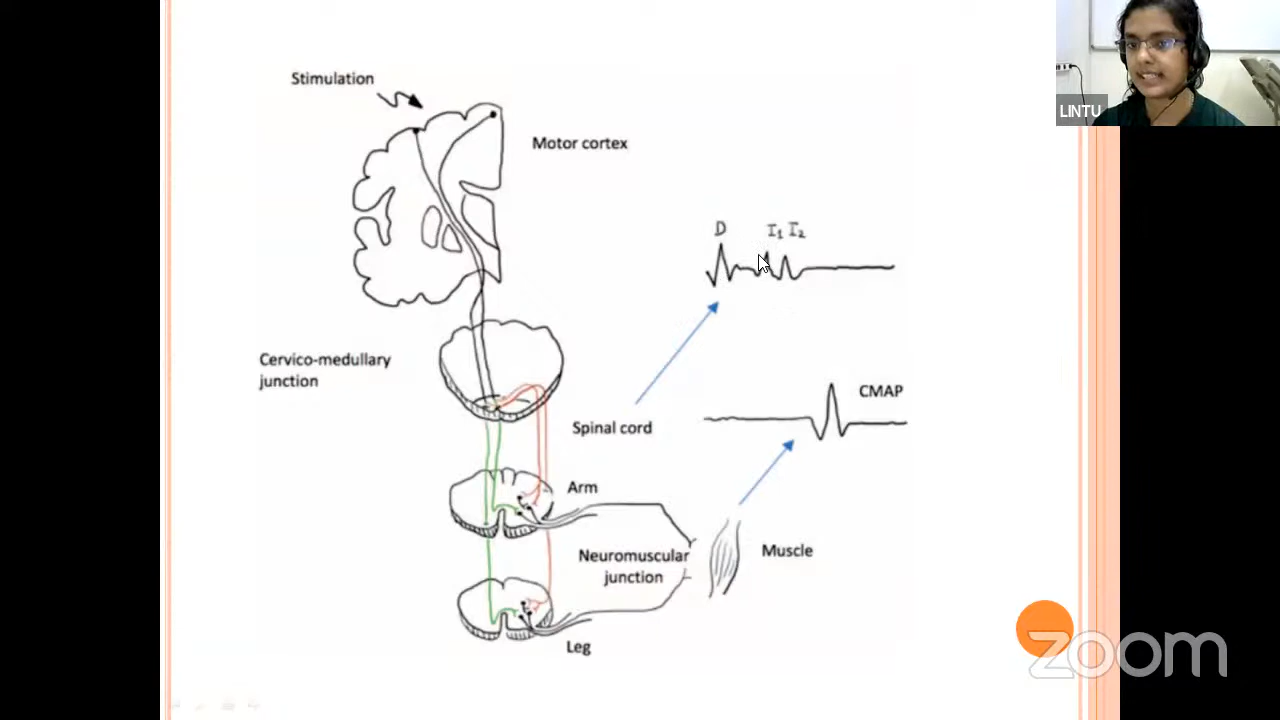 Stimulation
Motor cortex
LINTU
D
I₁ I₂
Cervico-medullary
junction
CMAP
Spinal cord
Arm
Neuromuscular
junction
Muscle
Leg
zoom